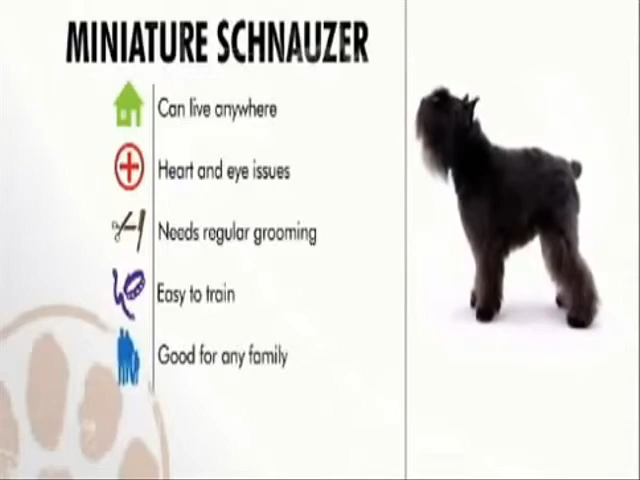 MINIATURE SCHNAUZER
Can live anywhere
Heart and eye issues
Needs regular grooming
Easy to train
Good for any family